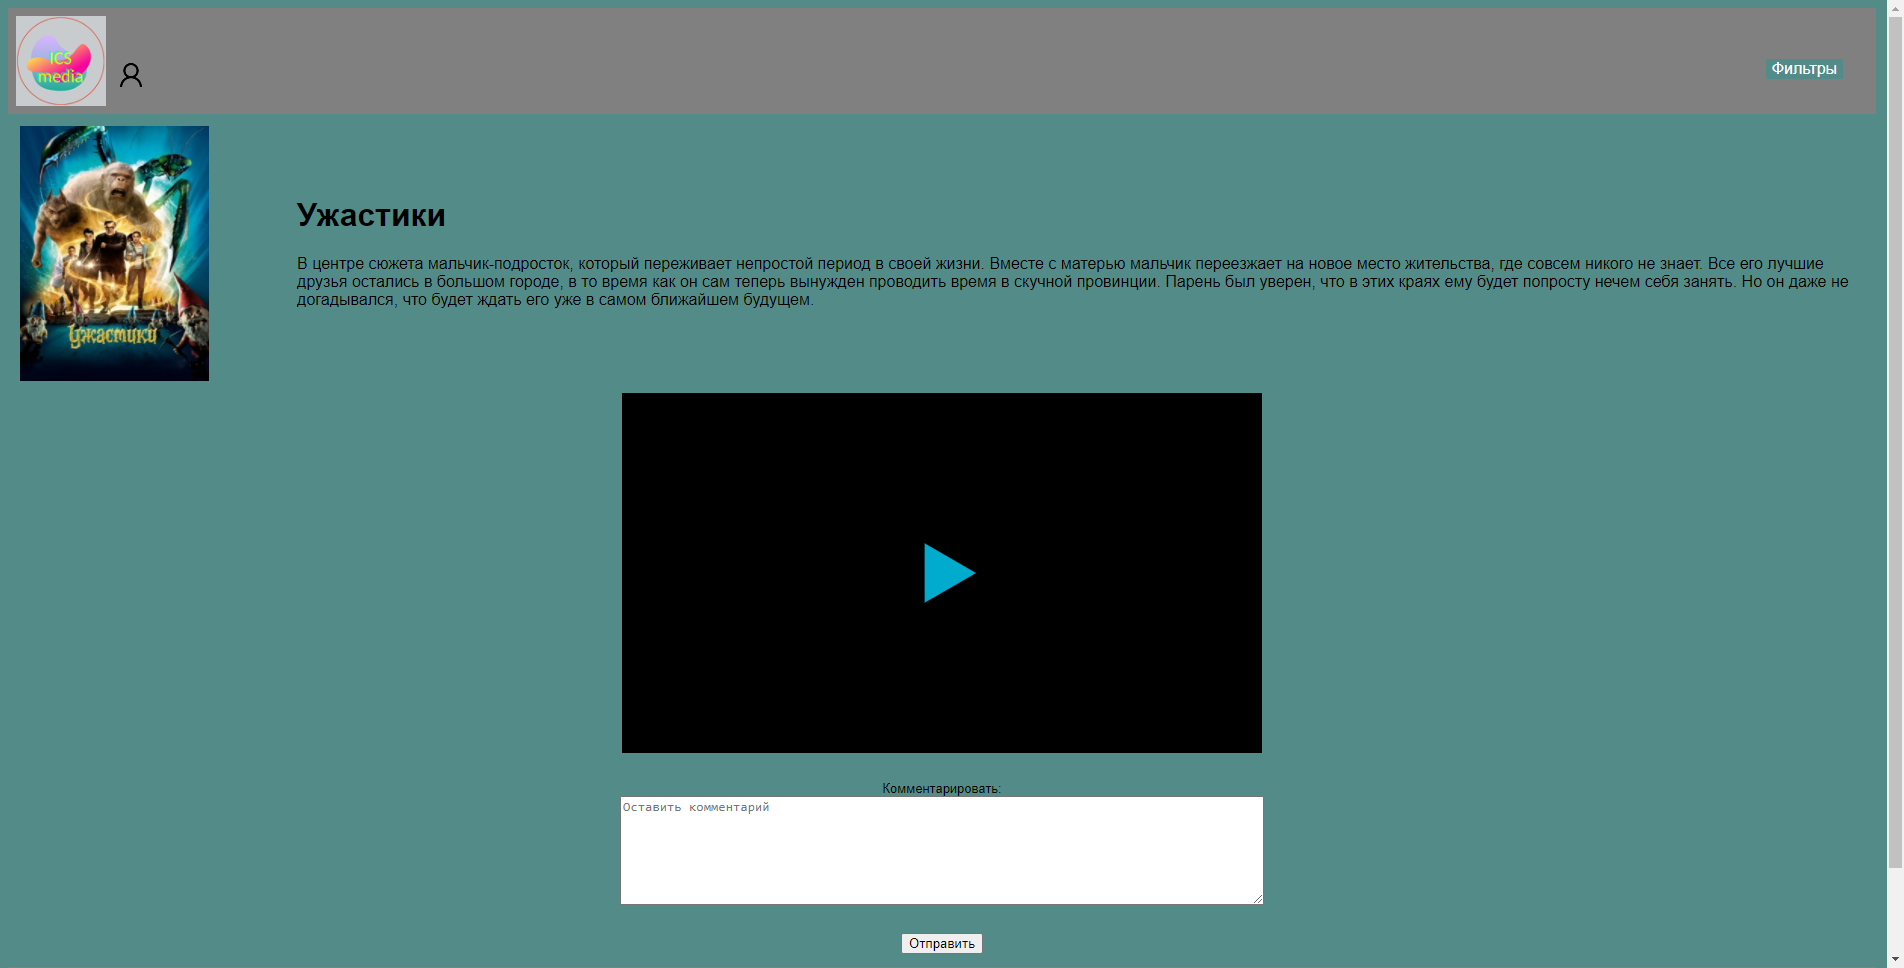 ICS
media
Фильтры
Ужастики
Ужастики
В центре сюжета мальчик-подросток, который переживает непростой период в своей жизни. Вместе с матерью мальчик переезжает на новое место жительства, где совсем никого не знает. Все его лучшие
друзья остались в большом городе, в то время как он сам теперь вынужден проводить время в скучной провинции. Парень был уверен, что в этих краях ему будет попросту нечем себя занять. Но он даже не
догадывался, что будет ждать его уже в самом ближайшем будущем.
Комментарировать:
Оставить комментарий
Отправить